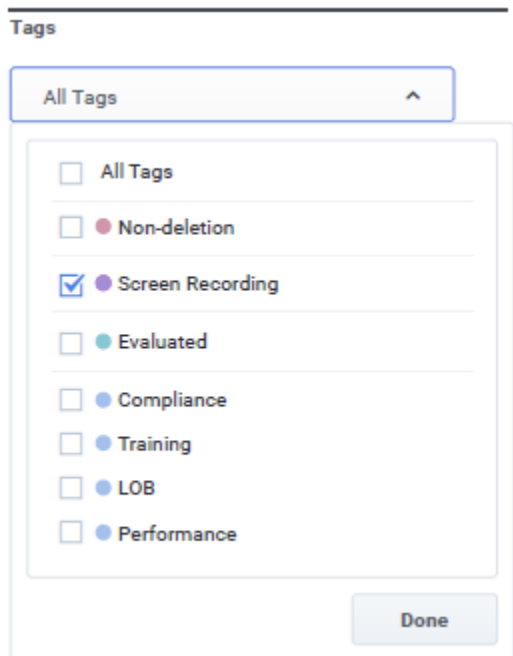 Tags
All Tags
All Tags
Non-deletion
Screen Recording
Evaluated
Compliance
Training
LOB
Performance
Done